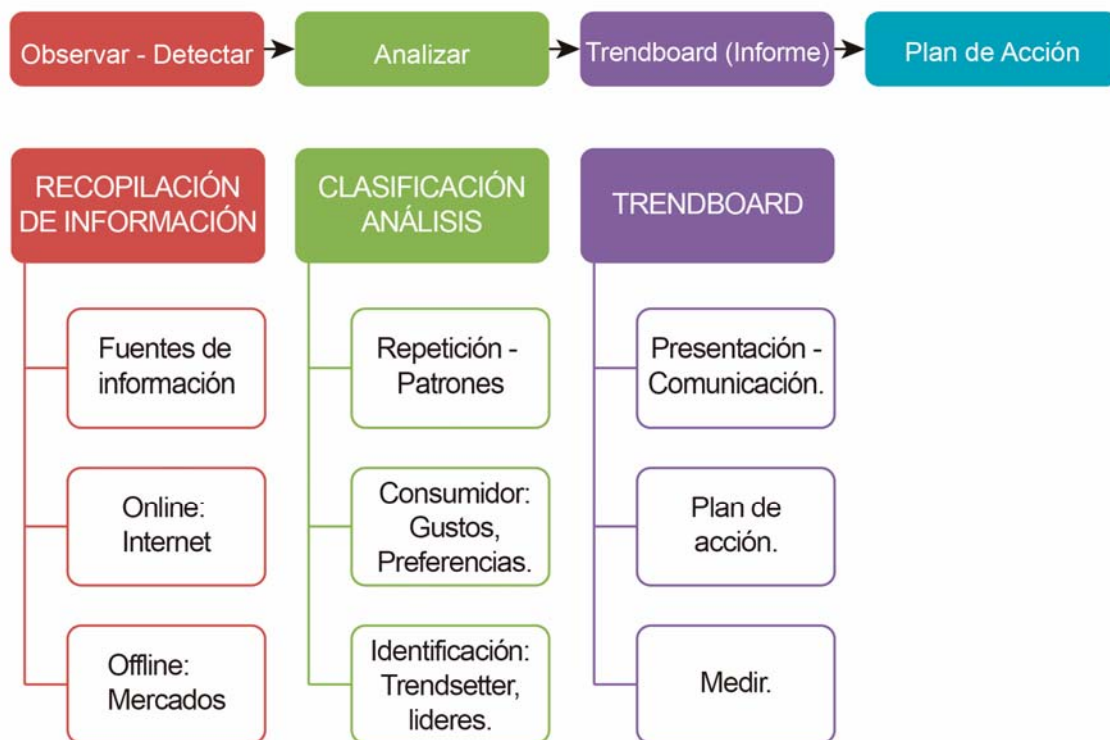 Observar - Detectar
Analizar
Trendboard (Informe)
Plan de Acción
RECOPILACIÓN
DE INFORMACIÓN
CLASIFICACIÓN
ANÁLISIS
TRENDBOARD
Fuentes de
información
Online:
Internet
Offline:
Mercados
Repetición -
Patrones
Consumidor:
Gustos,
Preferencias.
Identificación:
Trendsetter,
lideres.
Presentación -
Comunicación.
Plan de
acción.
Medir.